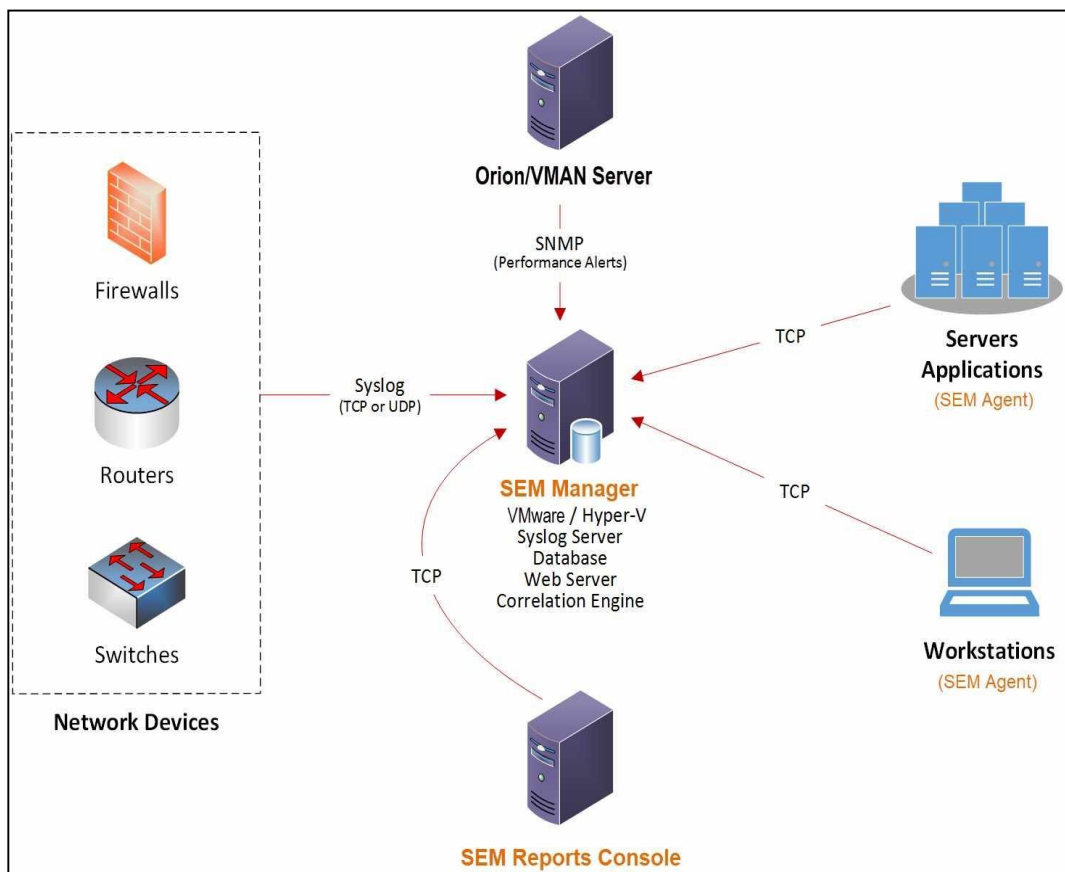 Orion/VMAN Server
SNMP
(Performance Alerts)
Firewalls
Routers
Switches
Network Devices
Syslog
(TCP or UDP)
SEM Manager
VMware / Hyper-V
Syslog Server
Database
Web Server
Correlation Engine
TCP
Servers
Applications
(SEM Agent)
TCP
Workstations
(SEM Agent)
TCP
SEM Reports Console